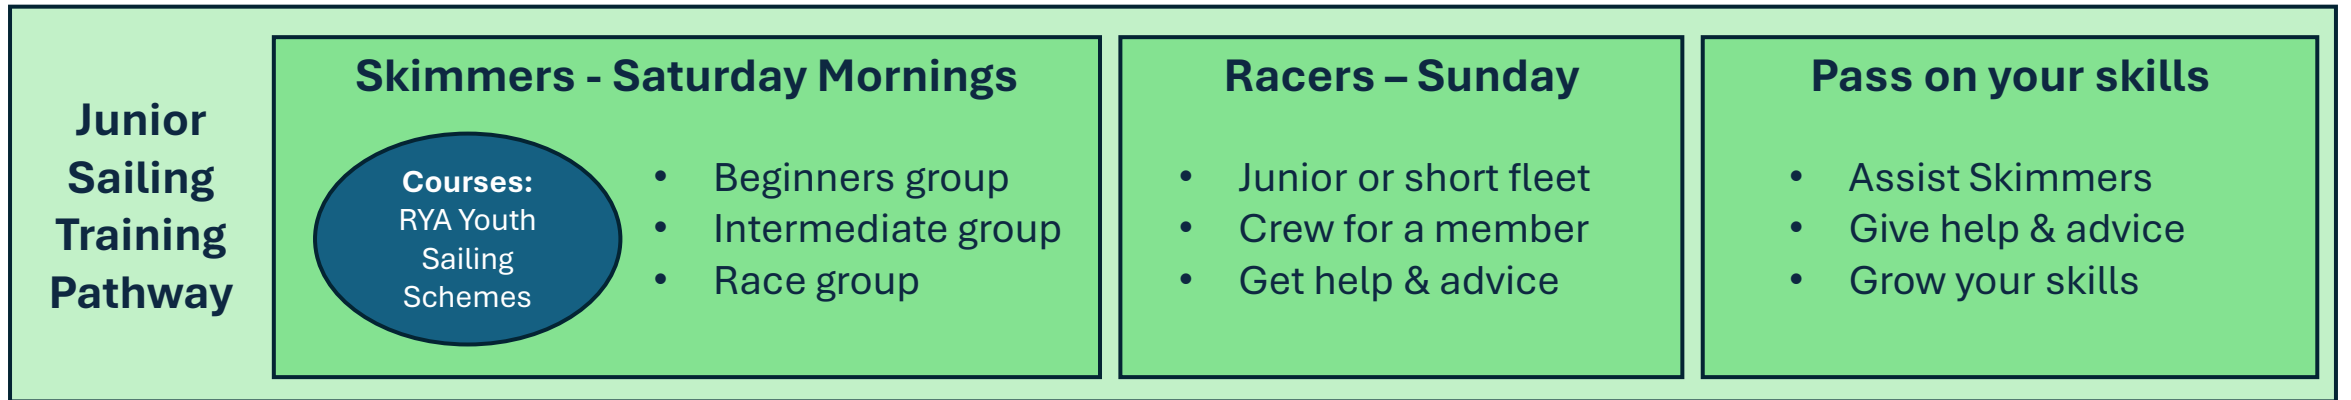 Junior
Sailing
Training
Pathway
Skimmers - Saturday Mornings
Courses:
RYA Youth
Sailing
Schemes
• Beginners group
• Intermediate group
• Race group
Racers – Sunday
• Junior or short fleet
• Crew for a member
• Get help & advice
Pass on your skills
• Assist Skimmers
• Give help & advice
• Grow your skills